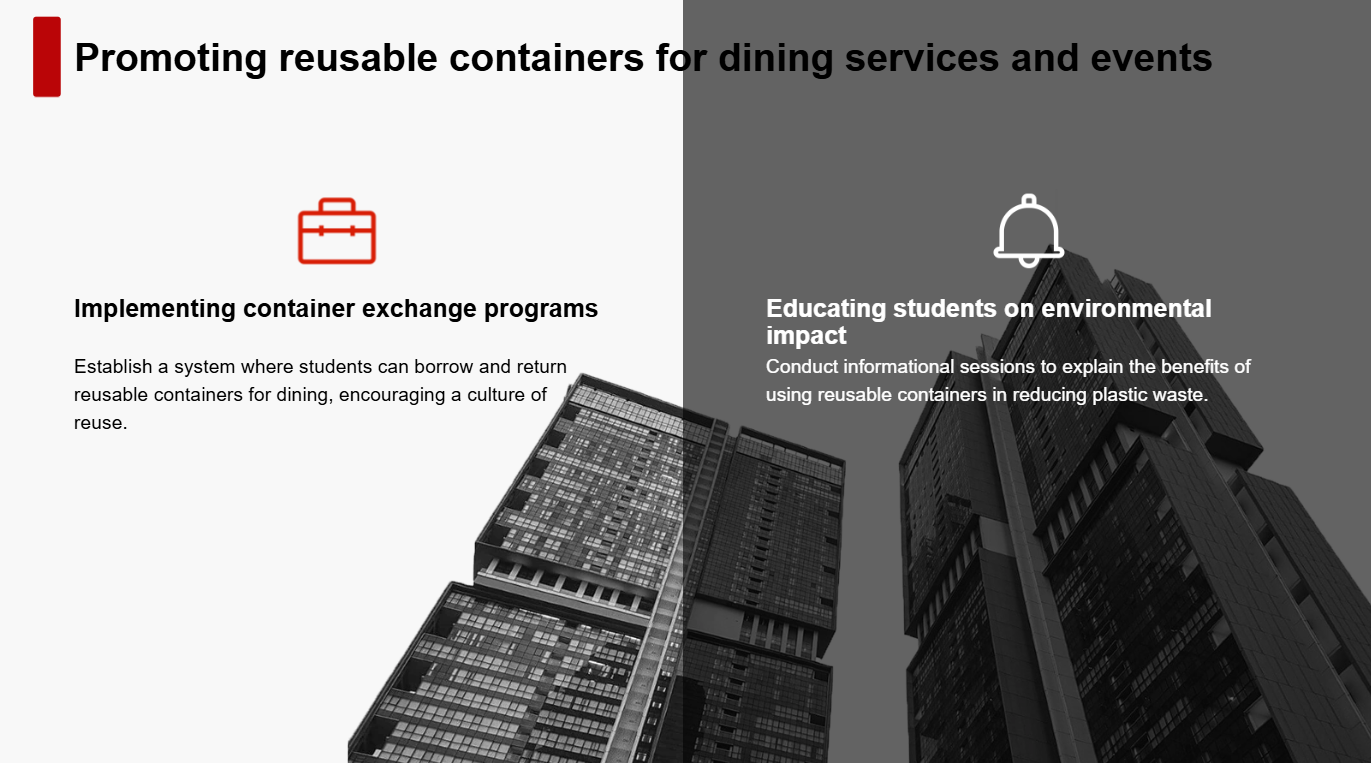 Promoting reusable containers for dining services and events
Implementing container exchange programs
Establish a system where students can borrow and return
reusable containers for dining, encouraging a culture of
reuse.
Educating students on environmental
impact
Conduct informational sessions to explain the benefits of
using reusable containers in reducing plastic waste.